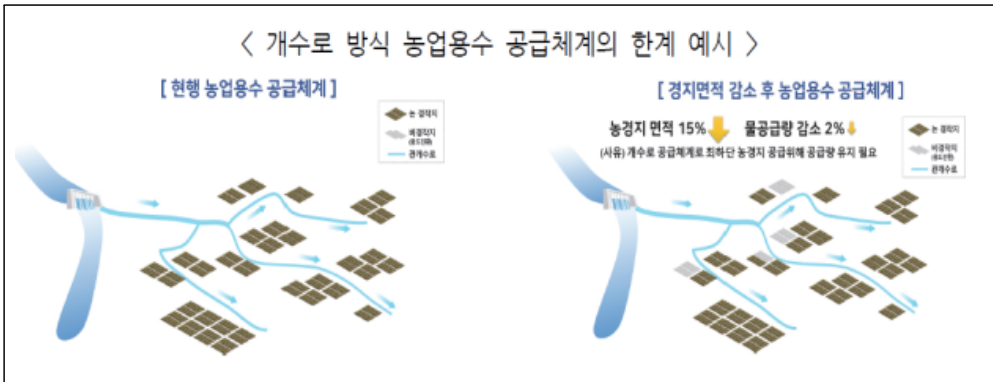 < 개수로 방식 농업용수 공급체계의 한계 예시 >
[ 현행 농업용수 공급체계 ]
논 경작지
비경작지
관개수로
[ 경지면적 감소 후 농업용수 공급체계 ]
논경지 면적 15% 물공급량 감소 2%
(사유) 개수로 공급체계로 최하단 농경지 공급위해 공급량 유지 필요
논 경작지
비경작지
관개수로